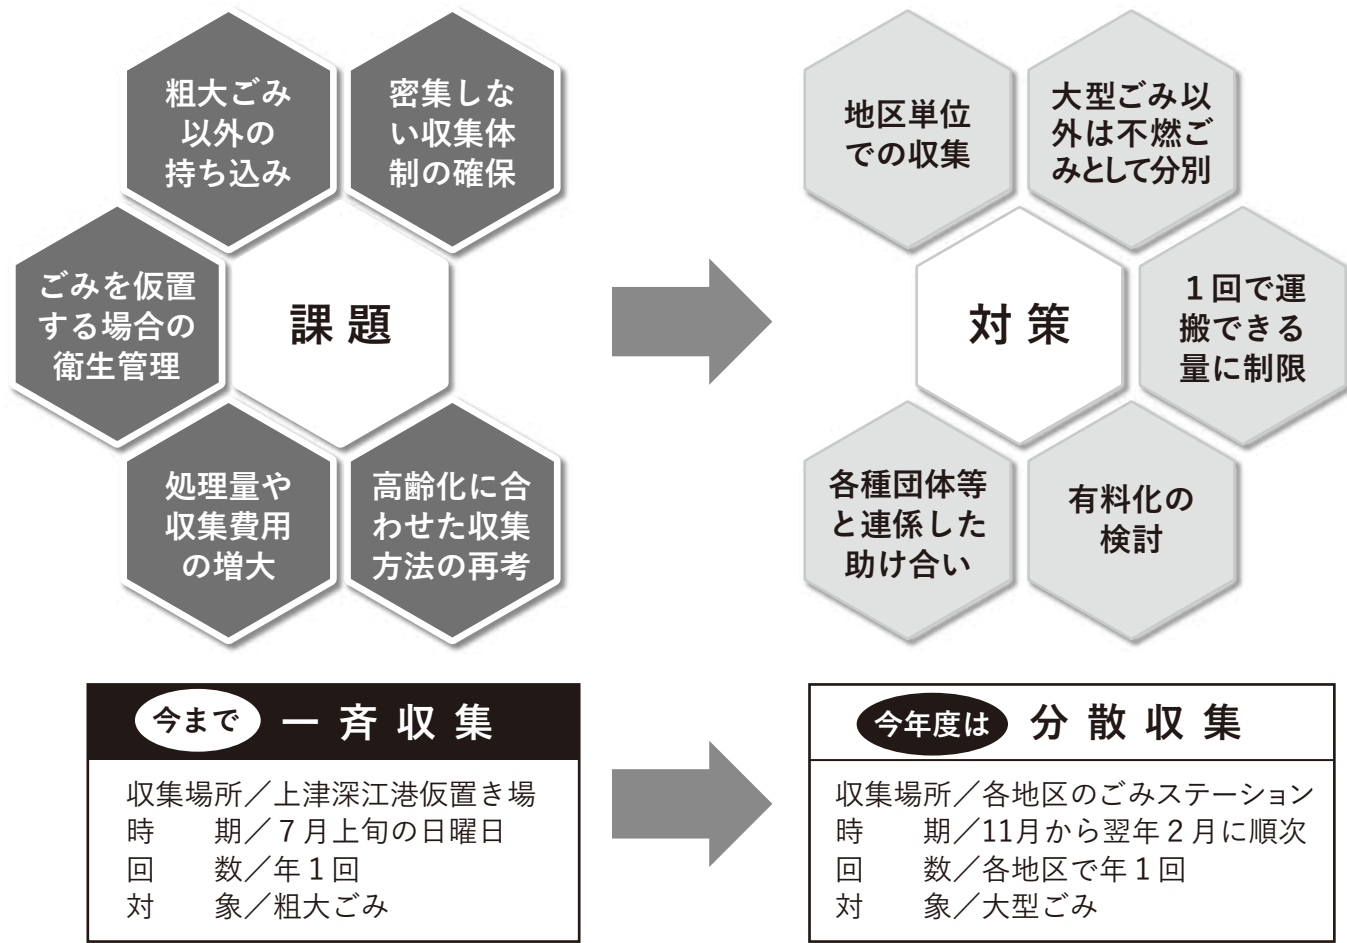 粗大ごみ
以外の
持ち込み
密集しな
い収集体
制の確保
ごみを仮置
する場合の
衛生管理
課題
処理量や
収集費用
の増大
高齢化に合
わせた収集
方法の再考
地区単位
での収集
大型ごみ以
外は不燃ご
みとして分別
対策
1回で運
搬できる
量に制限
各種団体等
と連係した
助け合い
有料化の
検討
今まで 一斉収集
収集場所/上津深江港仮置き場
時 期/7月上旬の日曜日
回 数/年1回
対 象/粗大ごみ
今年度は 分散収集
収集場所/各地区のごみステーション
時 期/11月から翌年2月に順次
回 数/各地区で年1回
対 象/大型ごみ